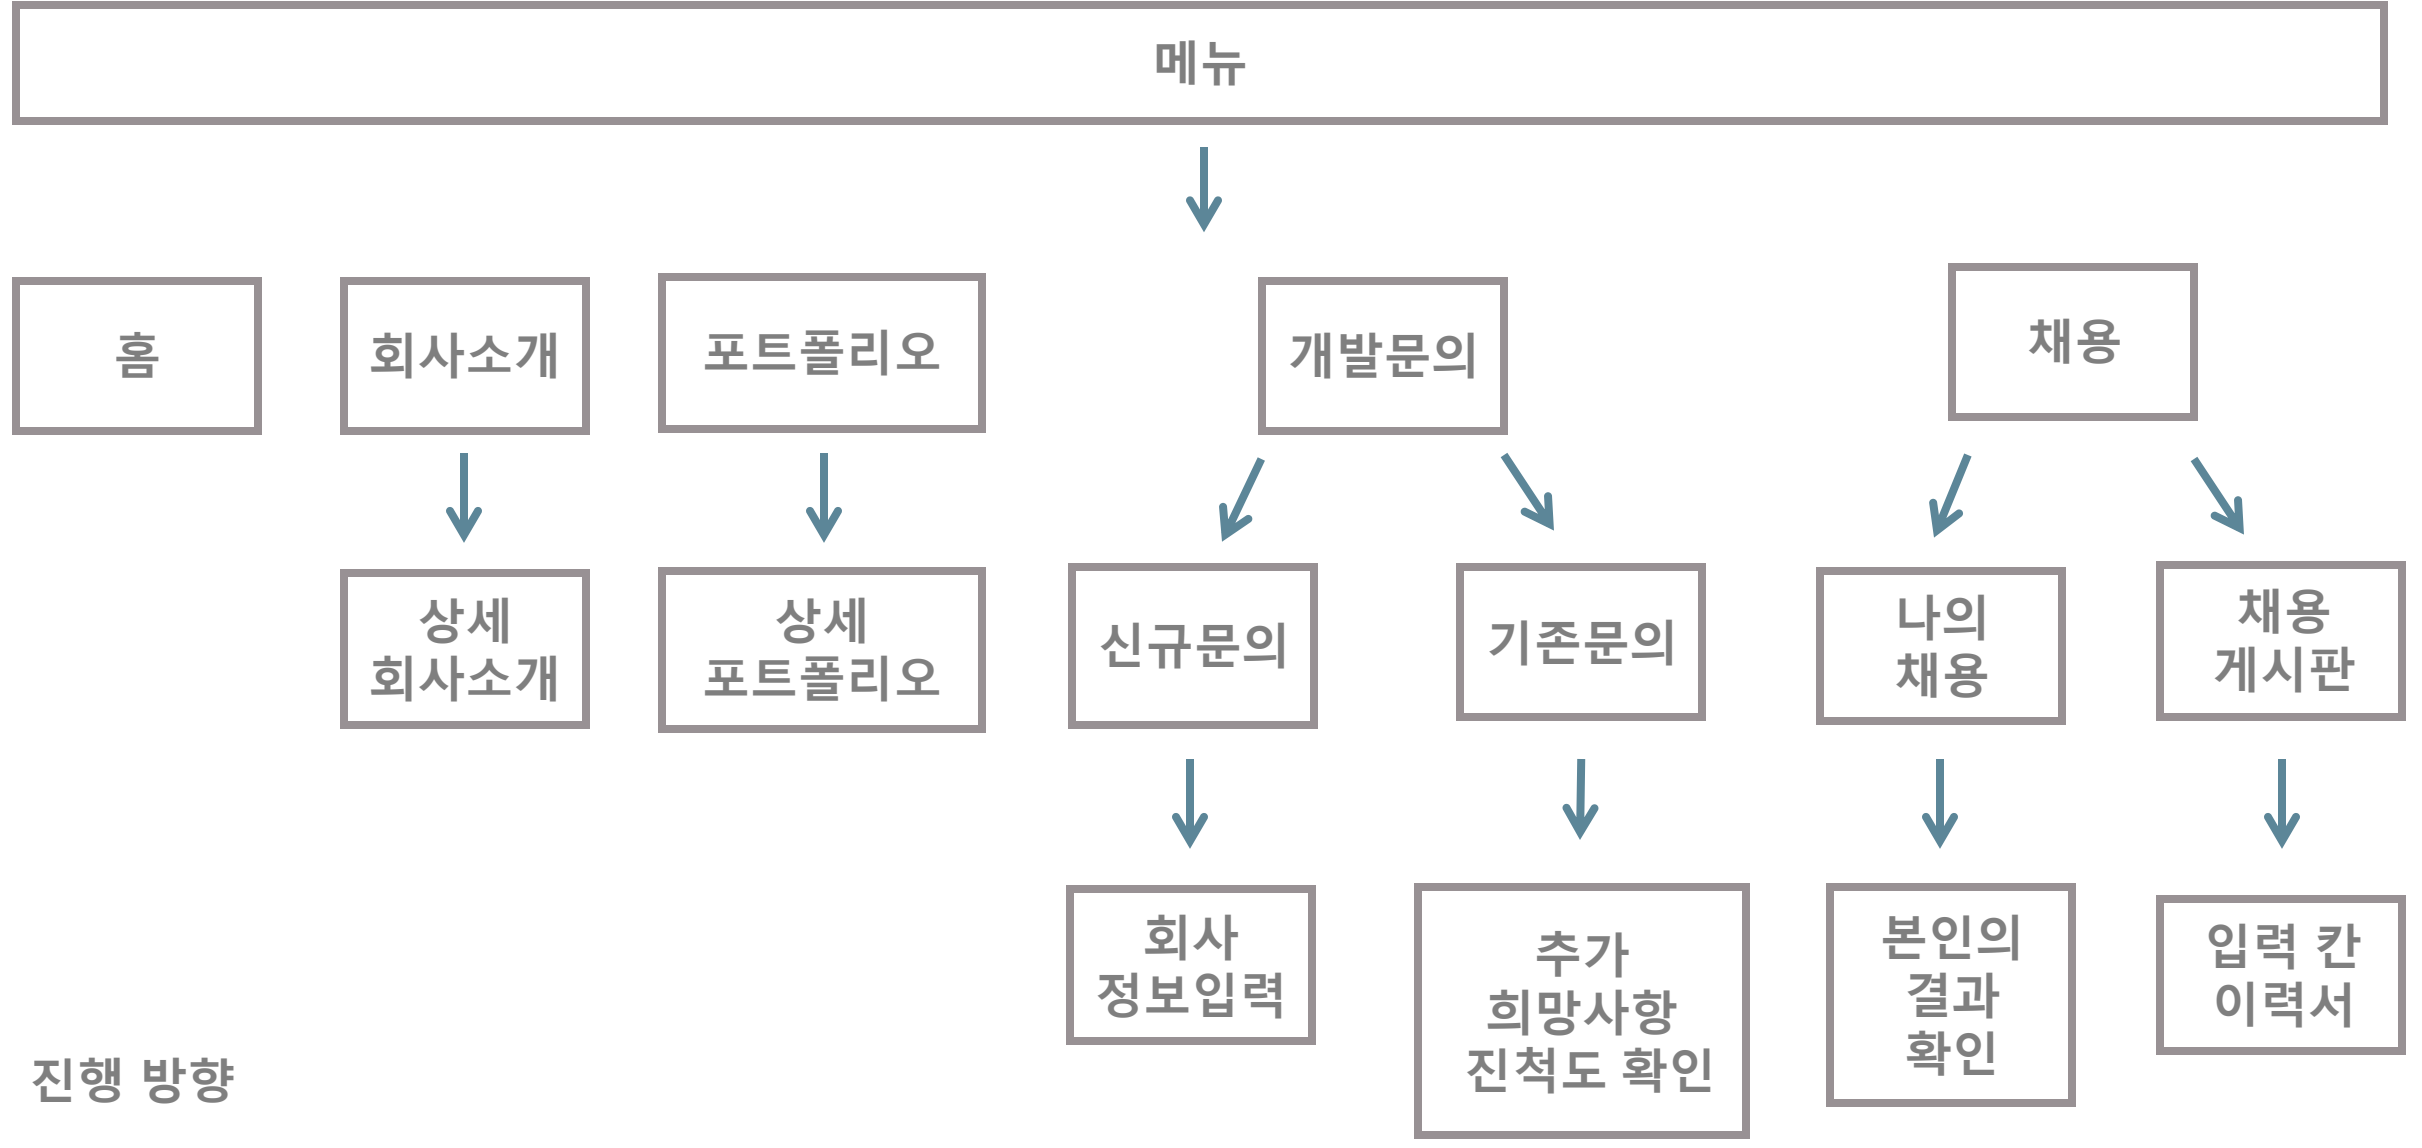 메뉴
홈
회사소개
포트폴리오
개발문의
채용
상세
회사소개
상세
포트폴리오
신규문의
기존문의
나의
채용
채용
게시판
회사
정보입력
추가
희망사항
진척도 확인
본인의
결과
확인
입력 칸
이력서
진행 방향